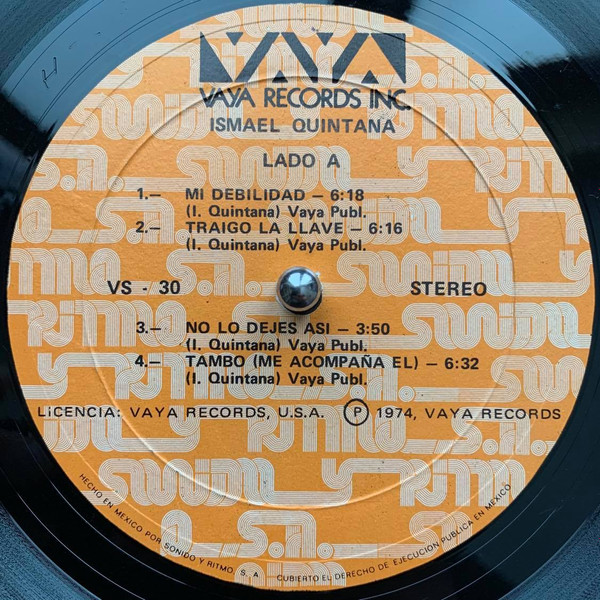 VAYA
VAYA RECORDS INC.
ISMAEL QUINTANA
LADO A
1.– MI DEBILIDAD – 6:18
(I. Quintana) Vaya Publ.
2.– TRAIGO LA LLAVE – 6:16
(I. Quintana) Vaya Publ.
VS - 30 STEREO
3.– NO LO DEJES ASI – 3:50
(I. Quintana) Vaya Publ.
4.– TAMBO (ME ACOMPAÑA EL) – 6:32
(I. Quintana) Vaya Publ.
LICENCIA: VAYA RECORDS, U.S.A. Ⓟ 1974, VAYA RECORDS
HECHO EN MEXICO POR SONIDO Y RITMO, S. A
CUBIERTO EL DERECHO DE EJECUCION PUBLICA EN MEXICO